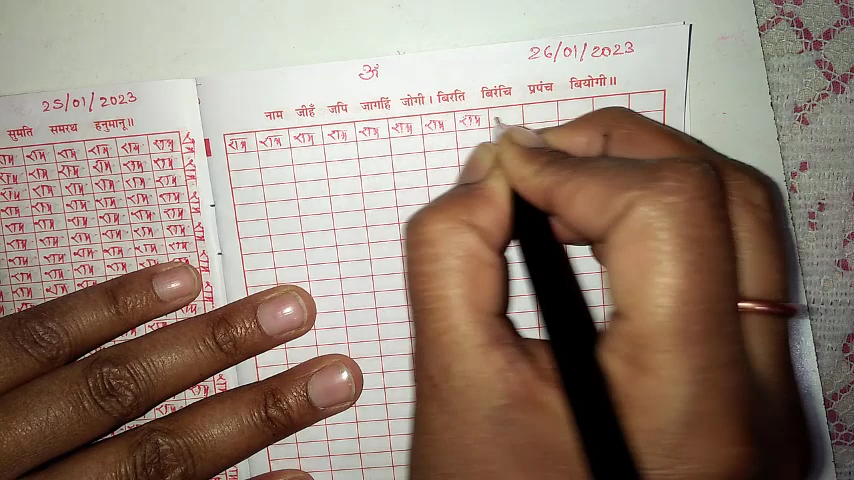 25/01/2023
सुमति समरथ हनुमानू॥
राम राम राम राम राम राम
राम राम राम राम राम राम
राम राम राम राम राम राम
राम राम राम राम राम राम
राम राम राम राम राम राम
राम राम राम राम राम राम
राम राम राम राम राम राम
26/01/2023
ॐ
नाम जीहँ जपि जागहिं जोगी। बिरति बिरंचि प्रपंच बियोगी॥
राम राम राम राम राम राम राम राम